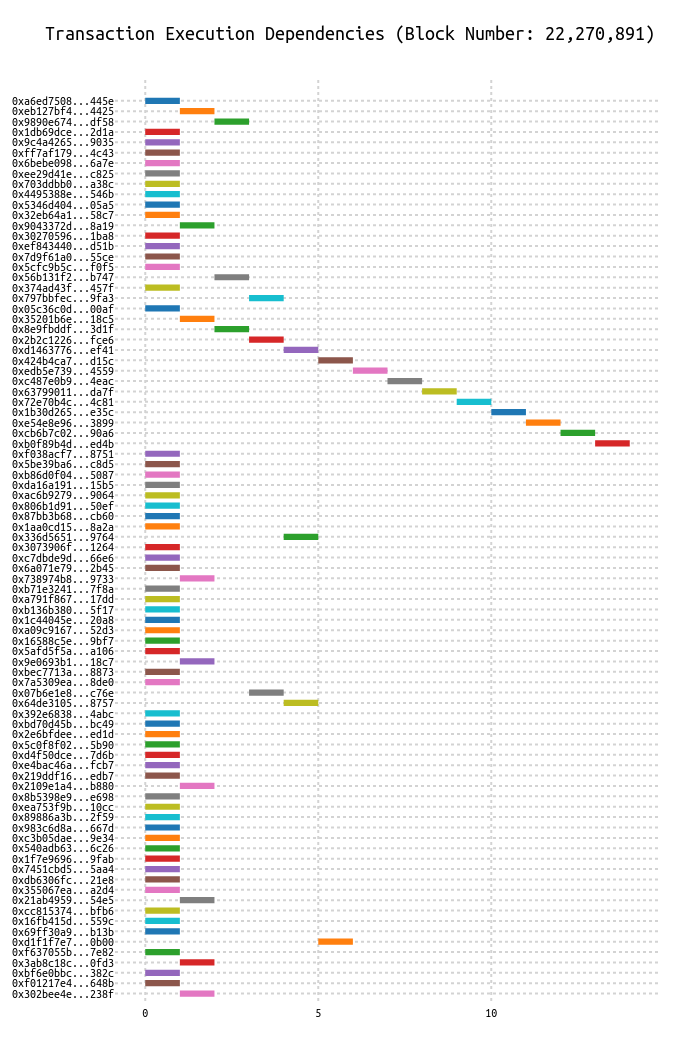 Transaction Execution Dependencies (Block Number: 22,270,891)
0xa6ed7508...445e
0xeb127bf4...4425
0x9890e674...df58
0x1db69dce...2d1a
0x9c4a4265...9035
0xff7af179...4c43
0x6bebe098...6a7e
0xee29d41e...c825
0x703ddbb0...a38c
0x4495388e...546b
0x5346d404...05a5
0x32eb64a1...58c7
0x9043372d...8a19
0x30270596...1ba8
0xef843440...d51b
0x7d9f61a0...55ce
0x5cfc9b5c...f0f5
0x56b131f2...b747
0x374ad43f...457f
0x797bbfec...9fa3
0x05c36c0d...00af
0x35201b6e...18c5
0x8e9fbddf...3d1f
0x2b2c1226...fce6
0xd1463776...ef41
0x424b4ca7...d15c
0xedb5e739...4559
0xc487e0b9...4eac
0x63799011...da7f
0x72e70b4c...4c81
0x1b30d265...e35c
0xe54e8e96...3899
0xcb6b7c02...90a6
0xb0f89b4d...ed4b
0xf038acf7...8751
0x5be39ba6...c8d5
0xb86d0f04...5087
0xda16a191...15b5
0xac6b9279...9064
0x806b1d91...50ef
0x87bb3b68...cb60
0x1aa0cd15...8a2a
0x336d5651...9764
0x3073906f...1264
0xc7dbde9d...66e6
0x6a071e79...2b45
0x738974b8...9733
0xb71e3241...7f8a
0xa791f867...17dd
0xb136b380...5f17
0x1c44045e...20a8
0xa09c9167...52d3
0x16588c5e...9bf7
0x5afd5f5a...a106
0x9e0693b1...18c7
0xbec7713a...8873
0x7a5309ea...8de0
0x07b6e1e8...c76e
0x64de3105...8757
0x392e6838...4abc
0xbd70d45b...bc49
0x2e6bfdee...ed1d
0x5c0f8f02...5b90
0xd4f50dce...7d6b
0xe4bac46a...fcb7
0x219ddf16...edb7
0x2109e1a4...b880
0x8b5398e9...e698
0xea753f9b...10cc
0x89886a3b...2f59
0x983c6d8a...667d
0xc3b05dae...9e34
0x540adb63...6c26
0x1f7e9696...9fab
0x7451cbd5...5aa4
0xdb6306fc...21e8
0x355067ea...a2d4
0x21ab4959...54e5
0xcc815374...bfb6
0x16fb415d...559c
0x69ff30a9...b13b
0xd1f1f7e7...0b00
0xf637055b...7e82
0x3ab8c18c...0fd3
0xbf6e0bbc...382c
0xf01217e4...648b
0x302bee4e...238f
0 5 10